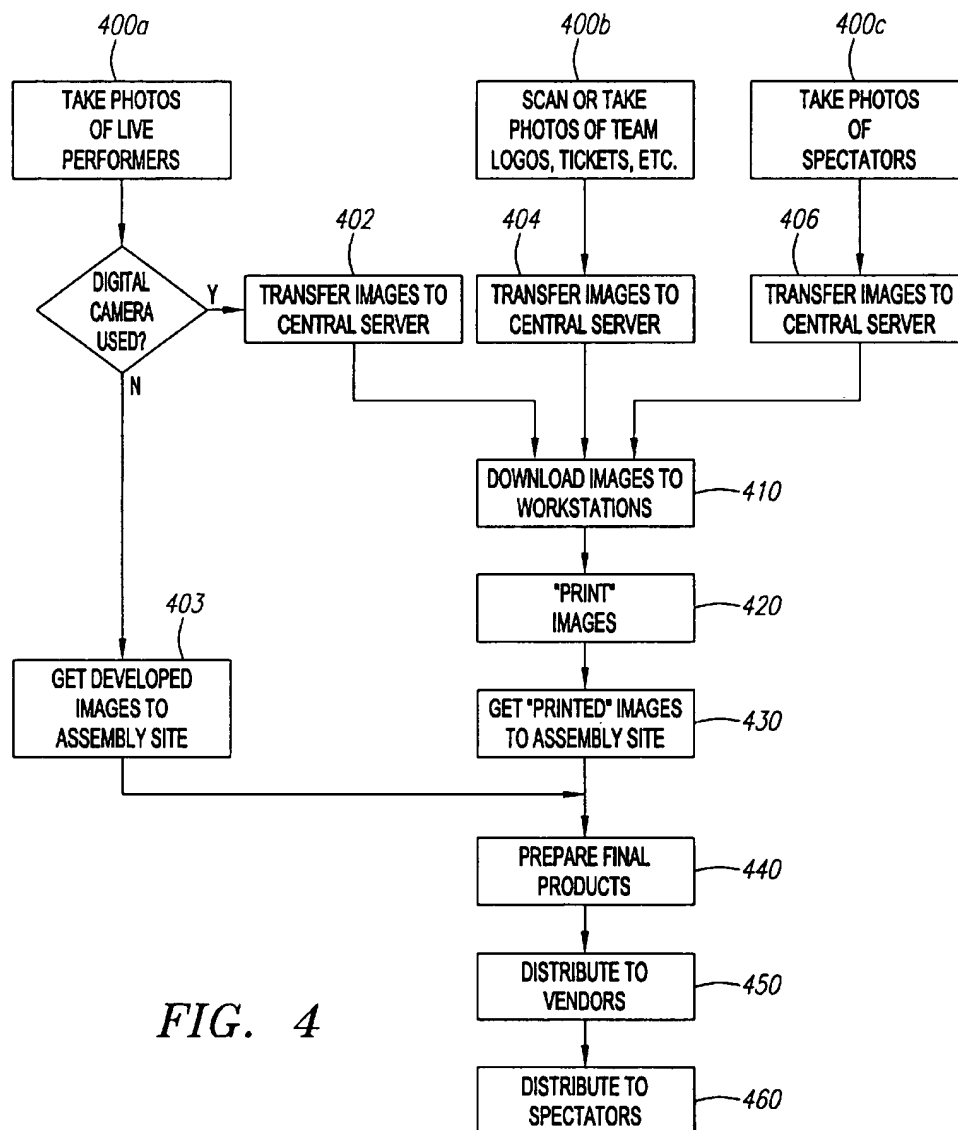 400a
400b
400c
TAKE PHOTOS
OF LIVE
PERFORMERS
SCAN OR TAKE
PHOTOS OF TEAM
LOGOS, TICKETS, ETC.
TAKE PHOTOS
OF
SPECTATORS
402
404
406
DIGITAL
CAMERA
USED?
Y
N
TRANSFER IMAGES TO
CENTRAL SERVER
TRANSFER IMAGES TO
CENTRAL SERVER
TRANSFER IMAGES TO
CENTRAL SERVER
DOWNLOAD IMAGES TO
WORKSTATIONS
410
"PRINT"
IMAGES
420
403
GET DEVELOPED
IMAGES TO
ASSEMBLY SITE
GET "PRINTED" IMAGES
TO ASSEMBLY SITE
430
PREPARE FINAL
PRODUCTS
440
DISTRIBUTE TO
VENDORS
450
FIG. 4
DISTRIBUTE TO
SPECTATORS
460